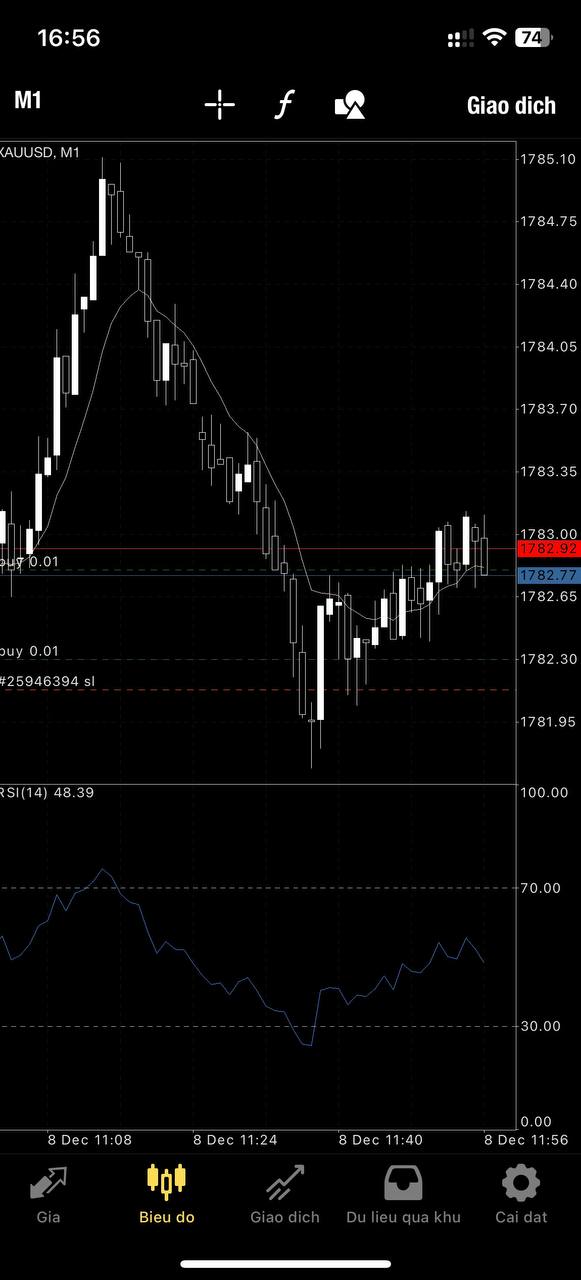 16:56
74
M1
f
Giao dich
XAUUSD, M1
1785.10
1784.75
1784.40
1784.05
1783.70
1783.35
1783.00
1782.92
buy 0.01
1782.77
1782.65
buy 0.01
1782.30
#25946394 sl
1781.95
RSI(14) 48.39
100.00
70.00
30.00
0.00
8 Dec 11:08
8 Dec 11:24
8 Dec 11:40
8 Dec 11:56
Gia
Bieu do
Giao dich
Du lieu qua khu
Cai dat